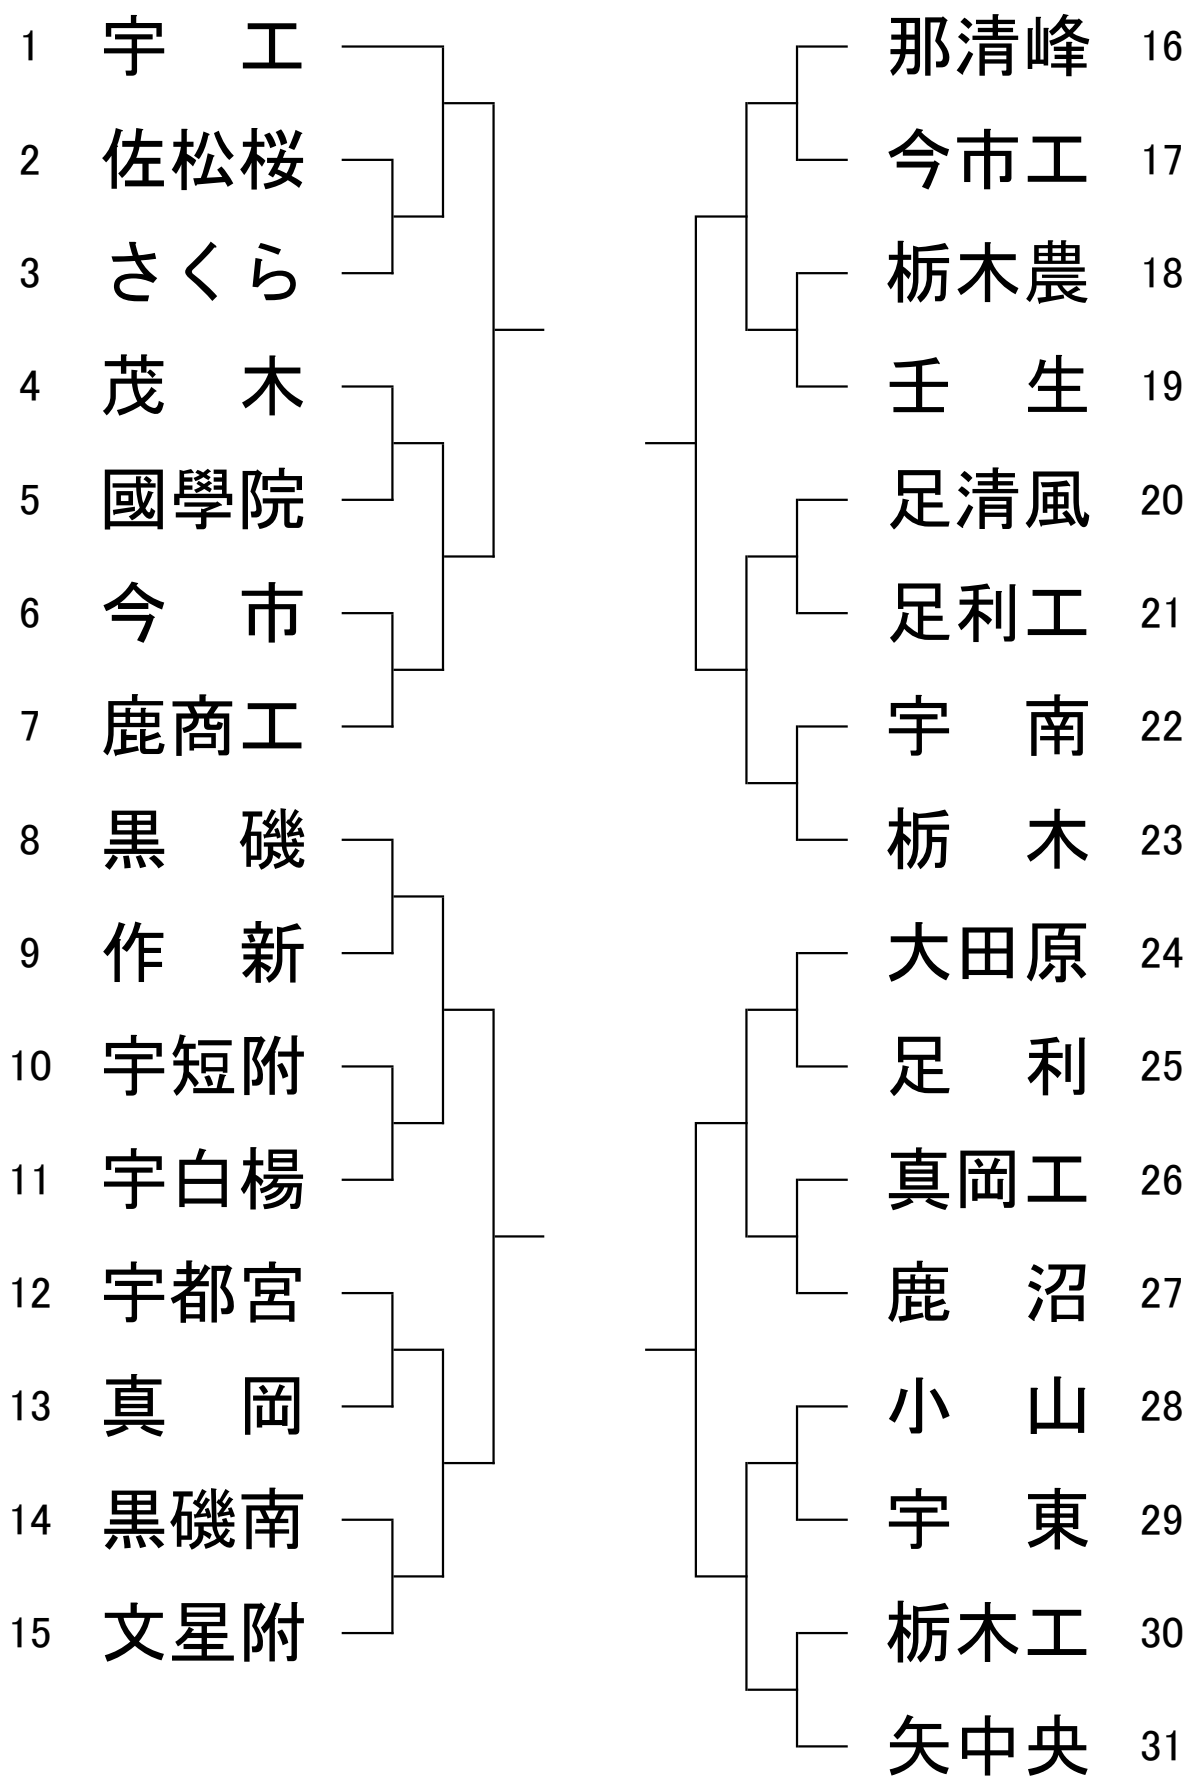 1 宇 工
2 佐松桜
3 さくら
4 茂 木
5 國學院
6 今 市
7 鹿商工
8 黒 磯
9 作 新
10 宇短附
11 宇白楊
12 宇都宮
13 真 岡
14 黒磯南
15 文星附
那清峰 16
今市工 17
栃木農 18
壬 生 19
足清風 20
足利工 21
宇 南 22
栃 木 23
大田原 24
足 利 25
真岡工 26
鹿 沼 27
小 山 28
宇 東 29
栃木工 30
矢中央 31